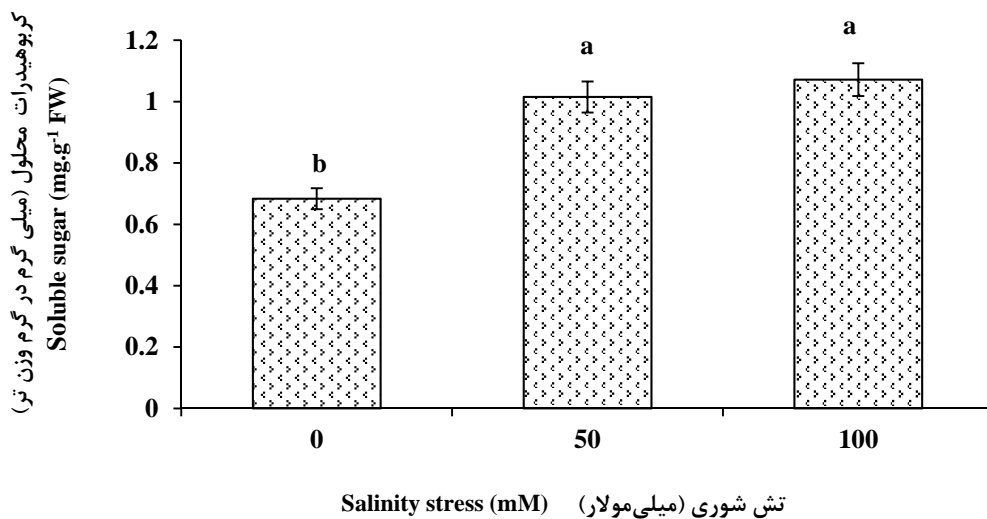 کربوهیدرات محلول (میلی گرم در گرم وزن تر)
Soluble sugar (mg.g⁻¹ FW)
1.2
1
0.8
0.6
0.4
0.2
0
b
a
a
0 50 100
Salinity stress (mM) تش شوری (میلی‌مولار)